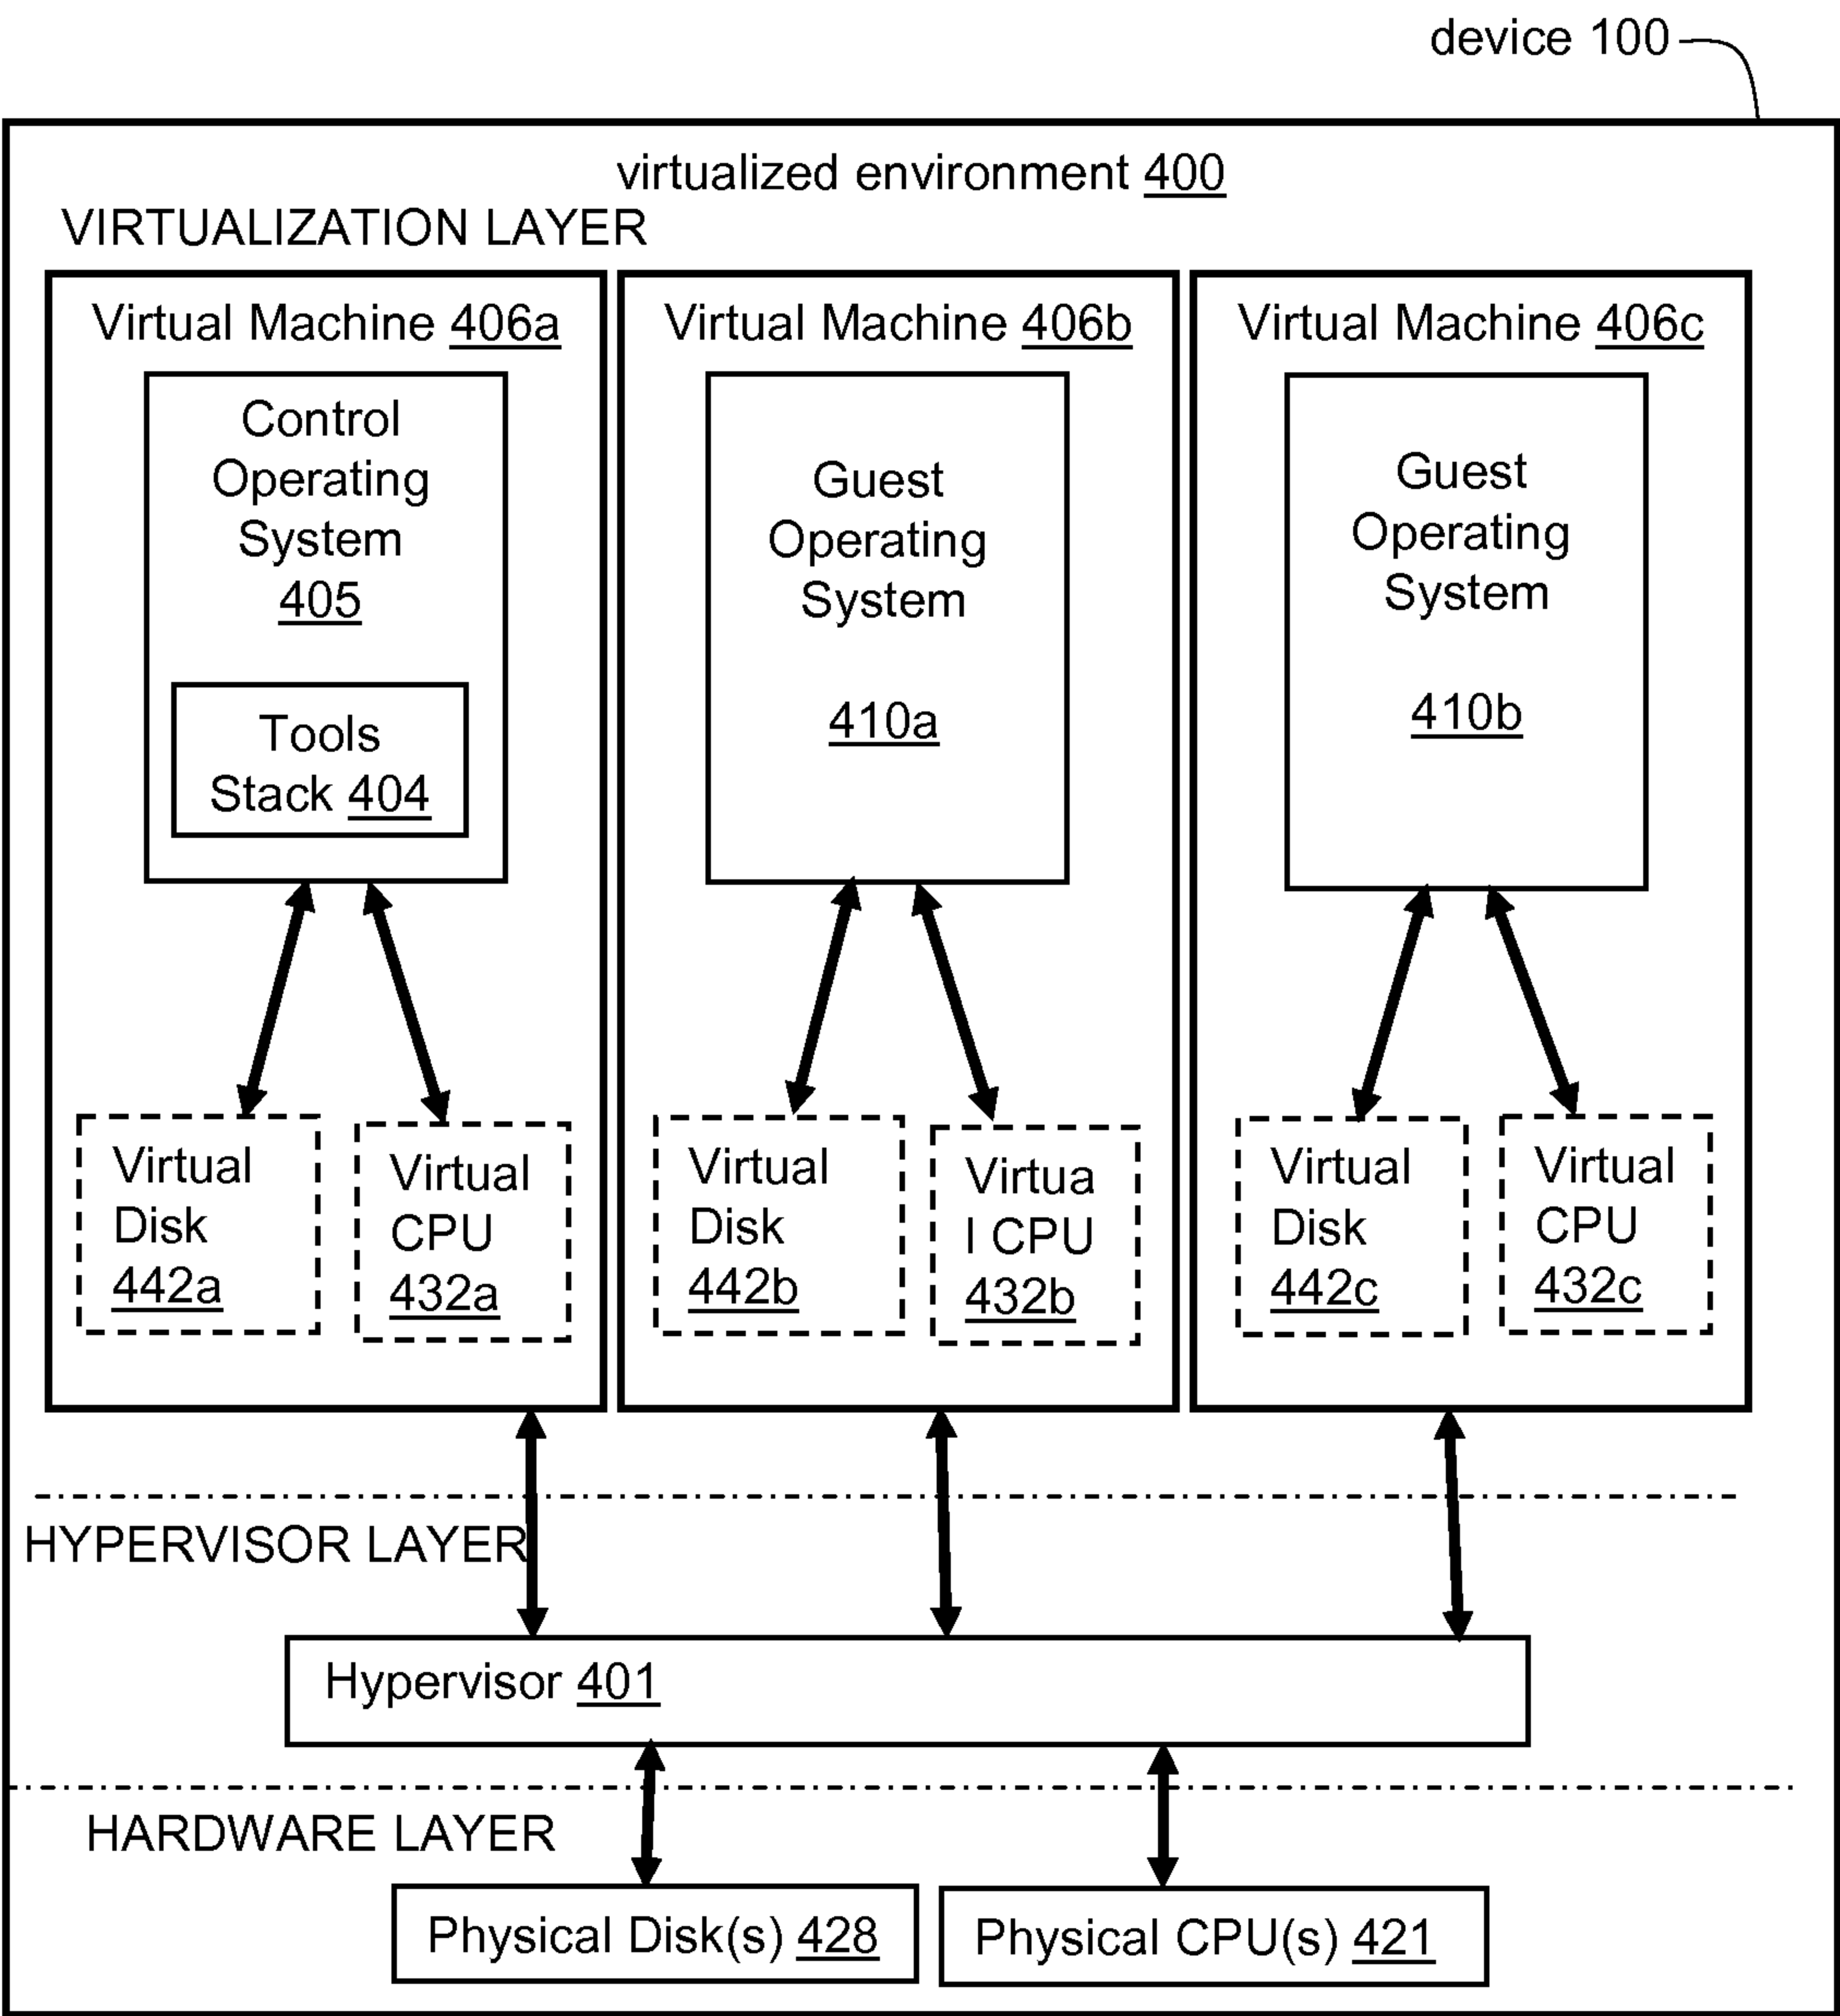 device 100
virtualized environment 400
VIRTUALIZATION LAYER
Virtual Machine 406a
Control
Operating
System
405
Tools
Stack 404
Virtual
Disk
442a
Virtual
CPU
432a
Virtual Machine 406b
Guest
Operating
System
410a
Virtual
Disk
442b
Virtua
l CPU
432b
Virtual Machine 406c
Guest
Operating
System
410b
Virtual
Disk
442c
Virtual
CPU
432c
HYPERVISOR LAYER
Hypervisor 401
HARDWARE LAYER
Physical Disk(s) 428
Physical CPU(s) 421